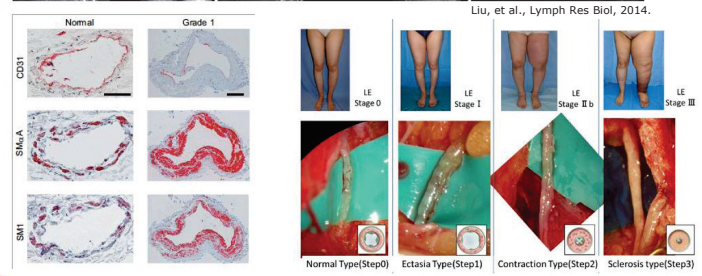 Liu, et al., Lymph Res Biol, 2014.
Normal
Grade 1
CD31
SMαA
SM1
LE
Stage 0
LE
Stage Ⅰ
LE
Stage Ⅱ b
LE
Stage Ⅲ
Normal Type(Step0)
Ectasia Type(Step1)
Contraction Type(Step2)
Sclerosis type(Step3)